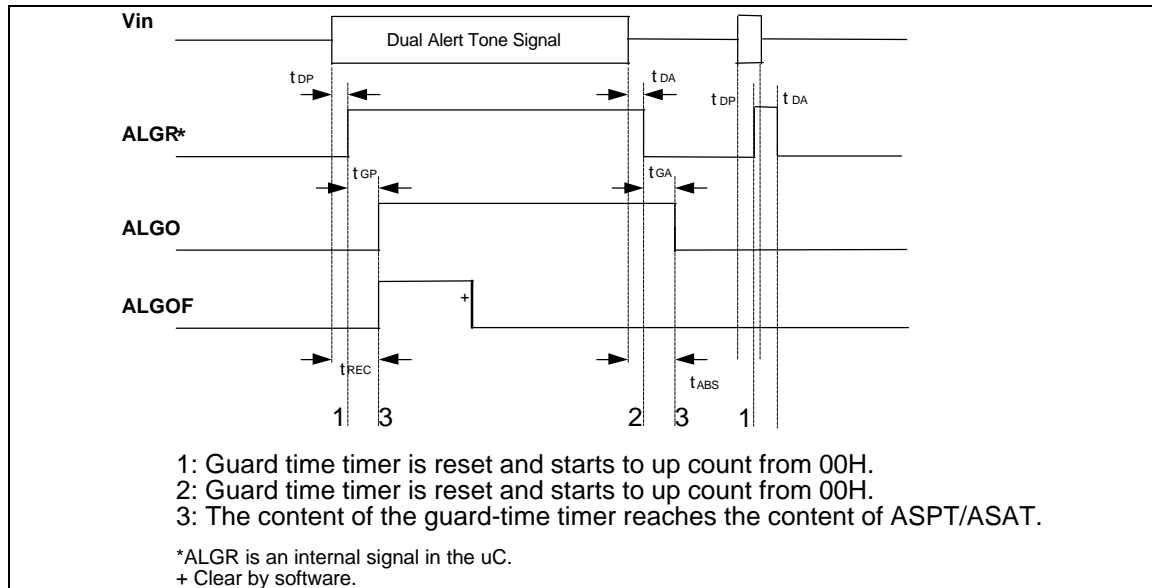 Vin
Dual Alert Tone Signal
tDP
tDA
tDP
tDA
ALGR*
tGP
tGA
ALGO
ALGOF
+
tREC
tABS
1 3 2 3 1
1: Guard time timer is reset and starts to up count from 00H.
2: Guard time timer is reset and starts to up count from 00H.
3: The content of the guard-time timer reaches the content of ASPT/ASAT.
*ALGR is an internal signal in the uC.
+ Clear by software.